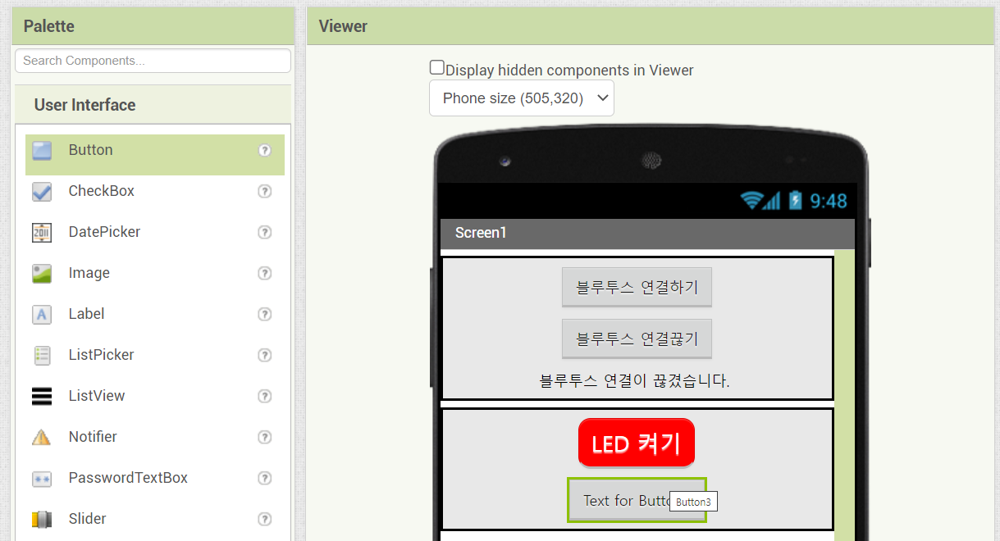 Palette
Search Components...
User Interface
Button
CheckBox
DatePicker
2011
Image
A
Label
ListPicker
ListView
Notifier
PasswordTextBox
Slider
Viewer
Display hidden components in Viewer
Phone size (505,320)
9:48
Screen1
블루투스 연결하기
블루투스 연결끊기
블루투스 연결이 끊겼습니다.
LED 켜기
Text for Butto
Button3